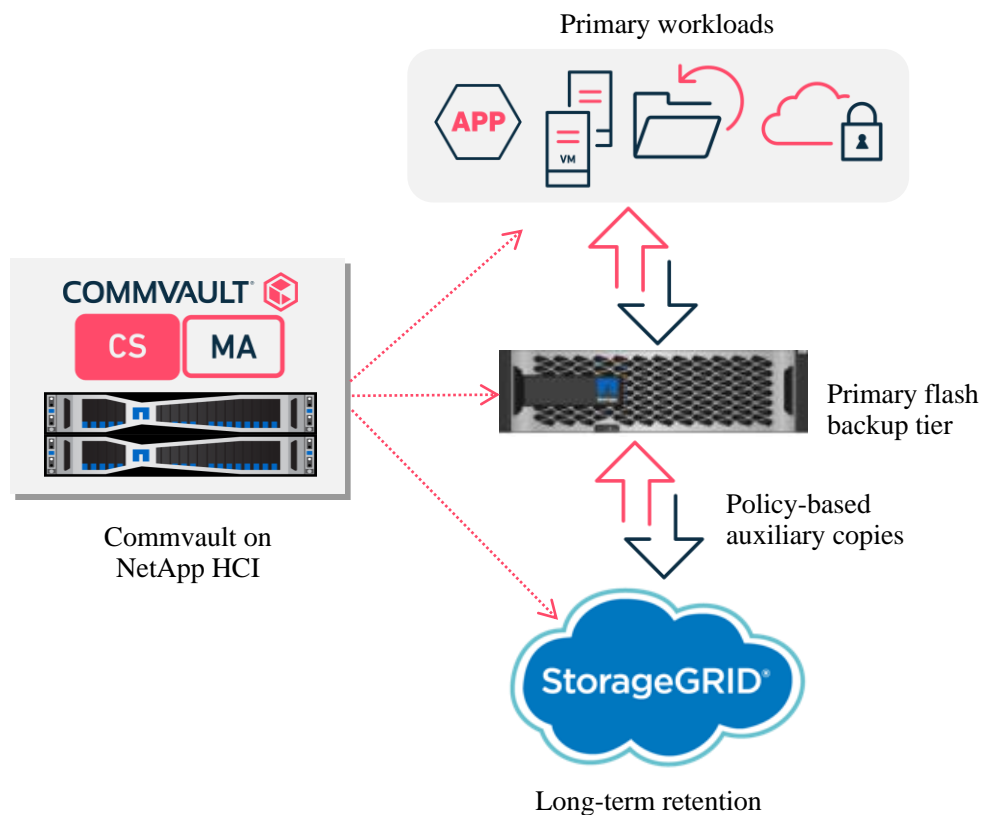 Primary workloads
APP
VM
COMMVAULT
CS
MA
Primary flash
backup tier
Policy-based
auxiliary copies
Commvault on
NetApp HCI
StorageGRID®
Long-term retention